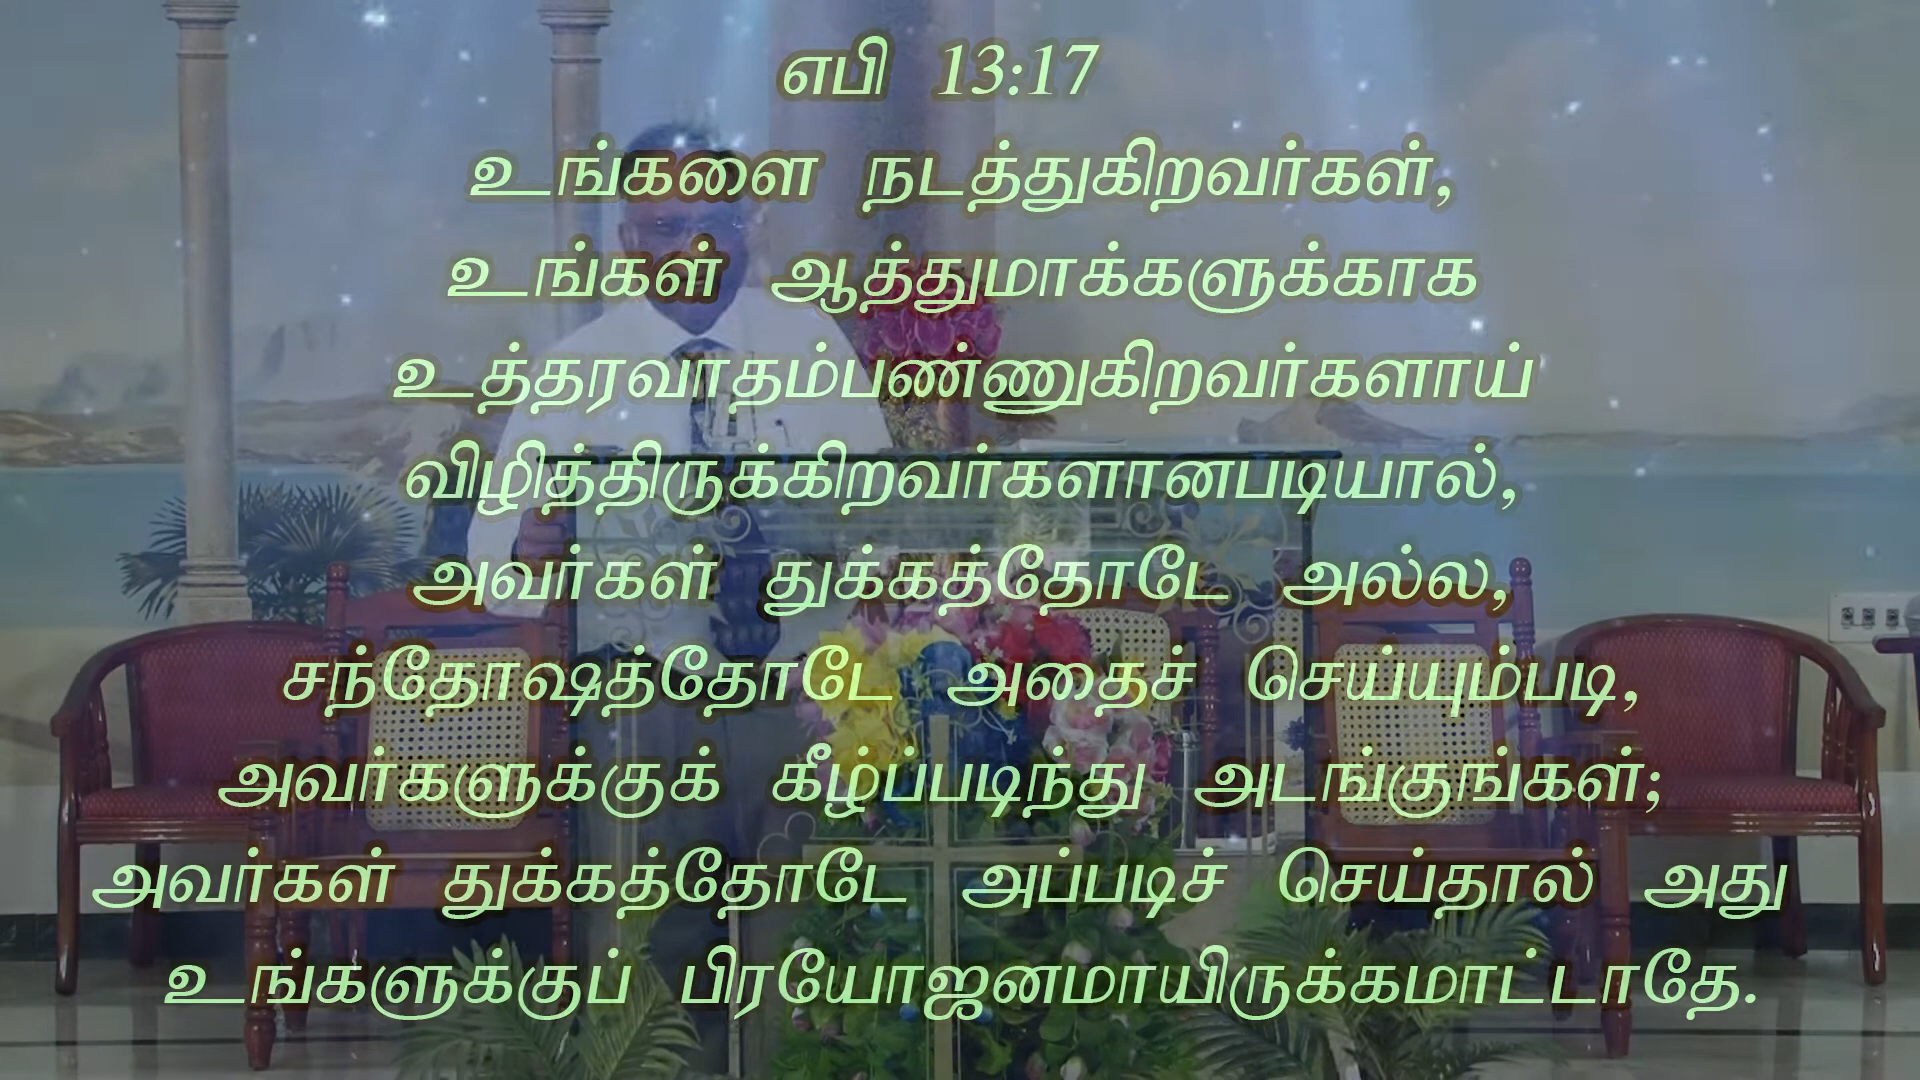 எபி 13:17
உங்களை நடத்துகிறவர்கள்,
உங்கள் ஆத்துமாக்களுக்காக
உத்தரவாதம்பண்ணுகிறவர்களாய்
விழித்திருக்கிறவர்களானபடியால்,
அவர்கள் துக்கத்தோடே அல்ல,
சந்தோஷத்தோடே அதைச் செய்யும்படி,
அவர்களுக்குக் கீழ்ப்படிந்து அடங்குங்கள்;
அவர்கள் துக்கத்தோடே அப்படிச் செய்தால் அது
உங்களுக்குப் பிரயோஜனமாயிருக்கமாட்டாதே.